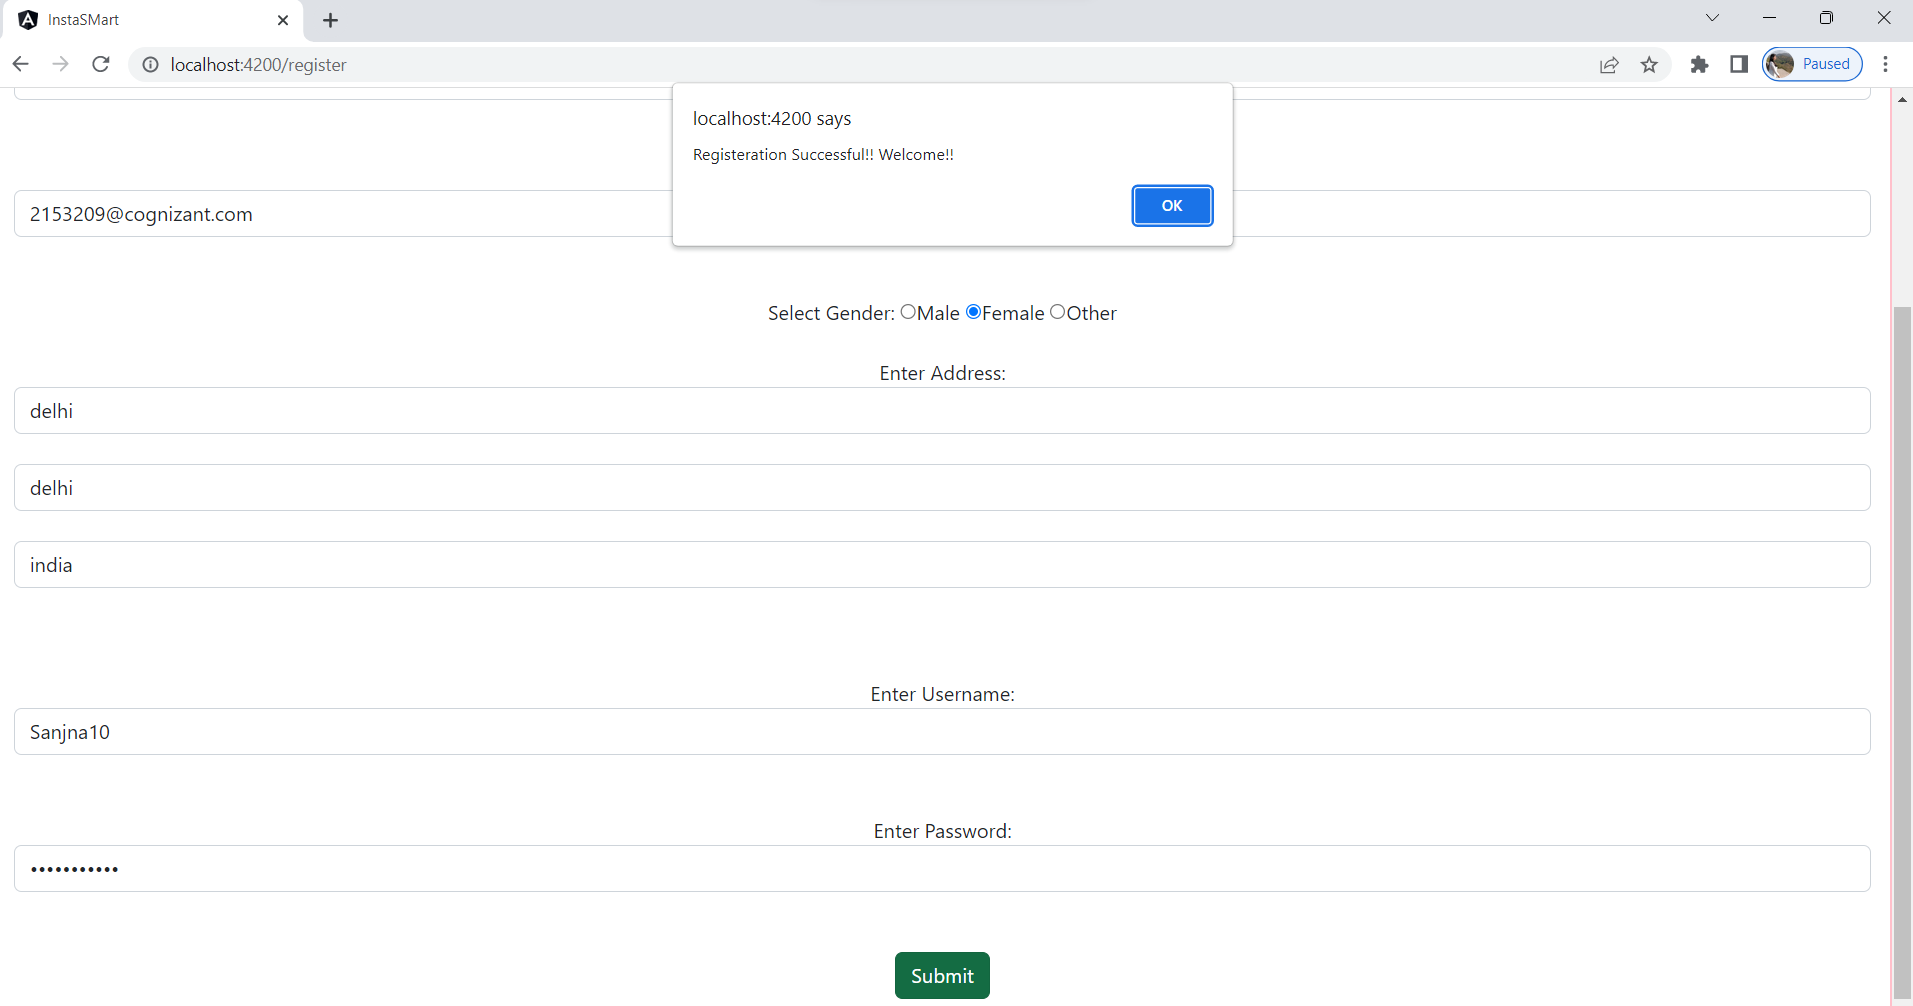 InstaSMart
localhost:4200/register
Paused
localhost:4200 says
Registeration Successful!! Welcome!!
OK
2153209@cognizant.com
Select Gender: Male Female Other
Enter Address:
delhi
delhi
india
Enter Username:
Sanjna10
Enter Password:
•••••••••••
Submit